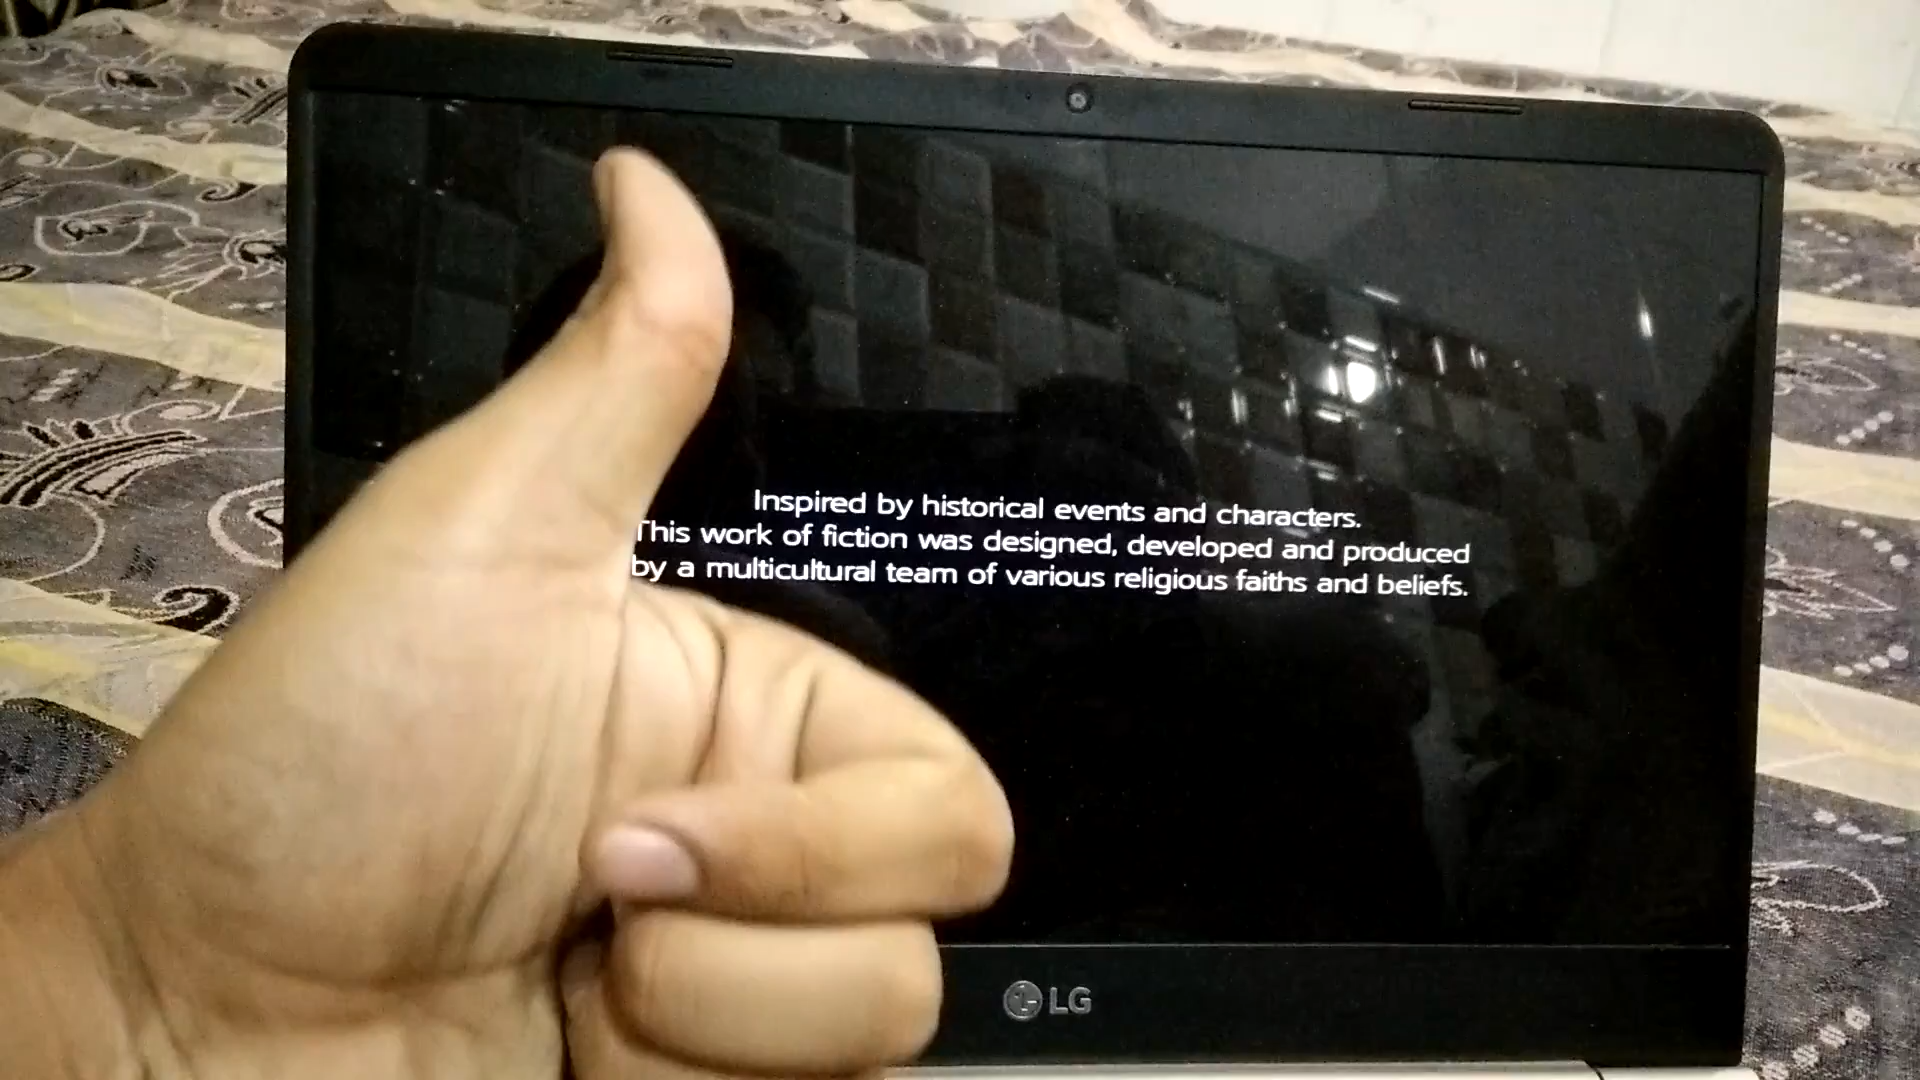 Inspired by historical events and characters.
This work of fiction was designed, developed and produced
by a multicultural team of various religious faiths and beliefs.
LG